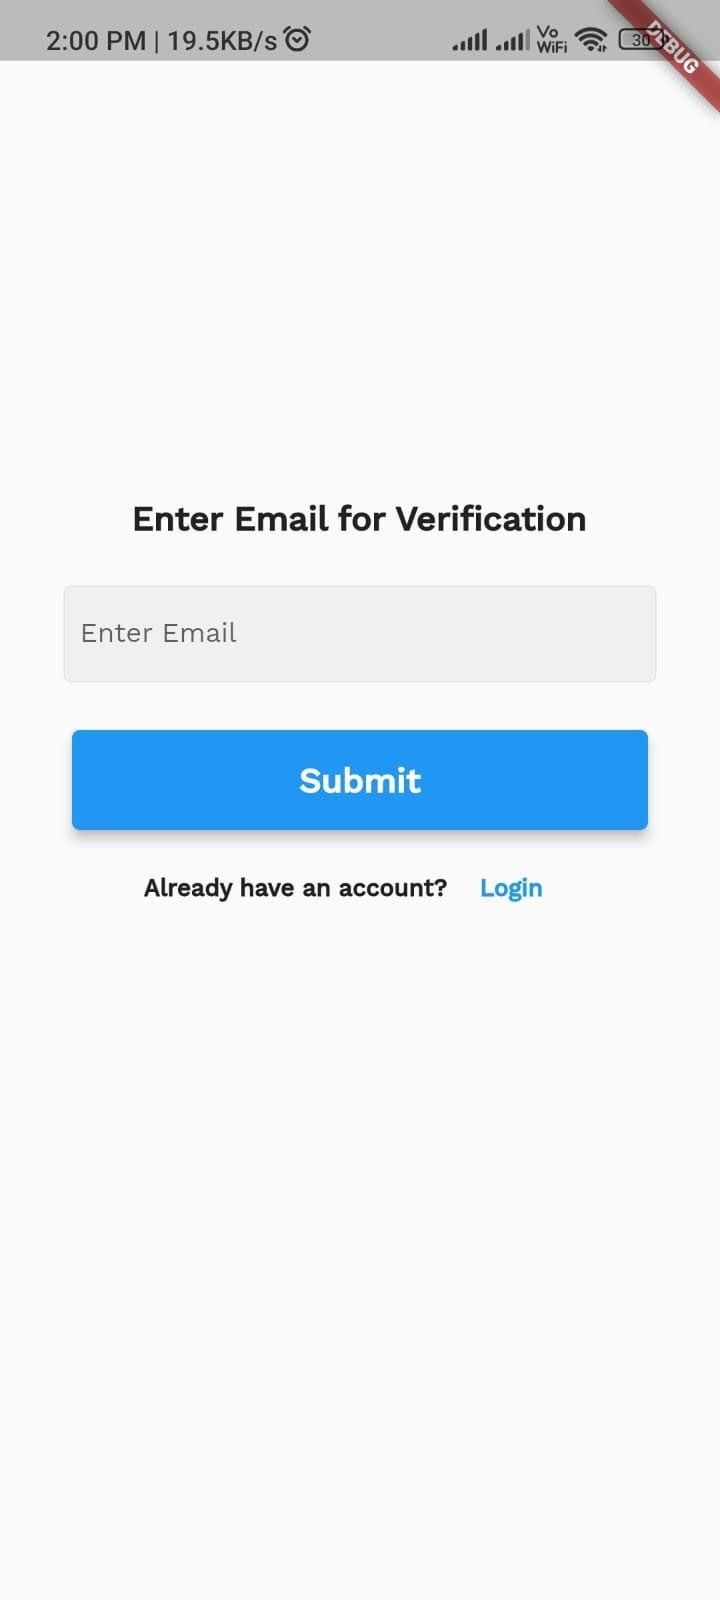 2:00 PM | 19.5KB/s
Vo
WiFi
30
DEBUG
Enter Email for Verification
Enter Email
Submit
Already have an account? Login